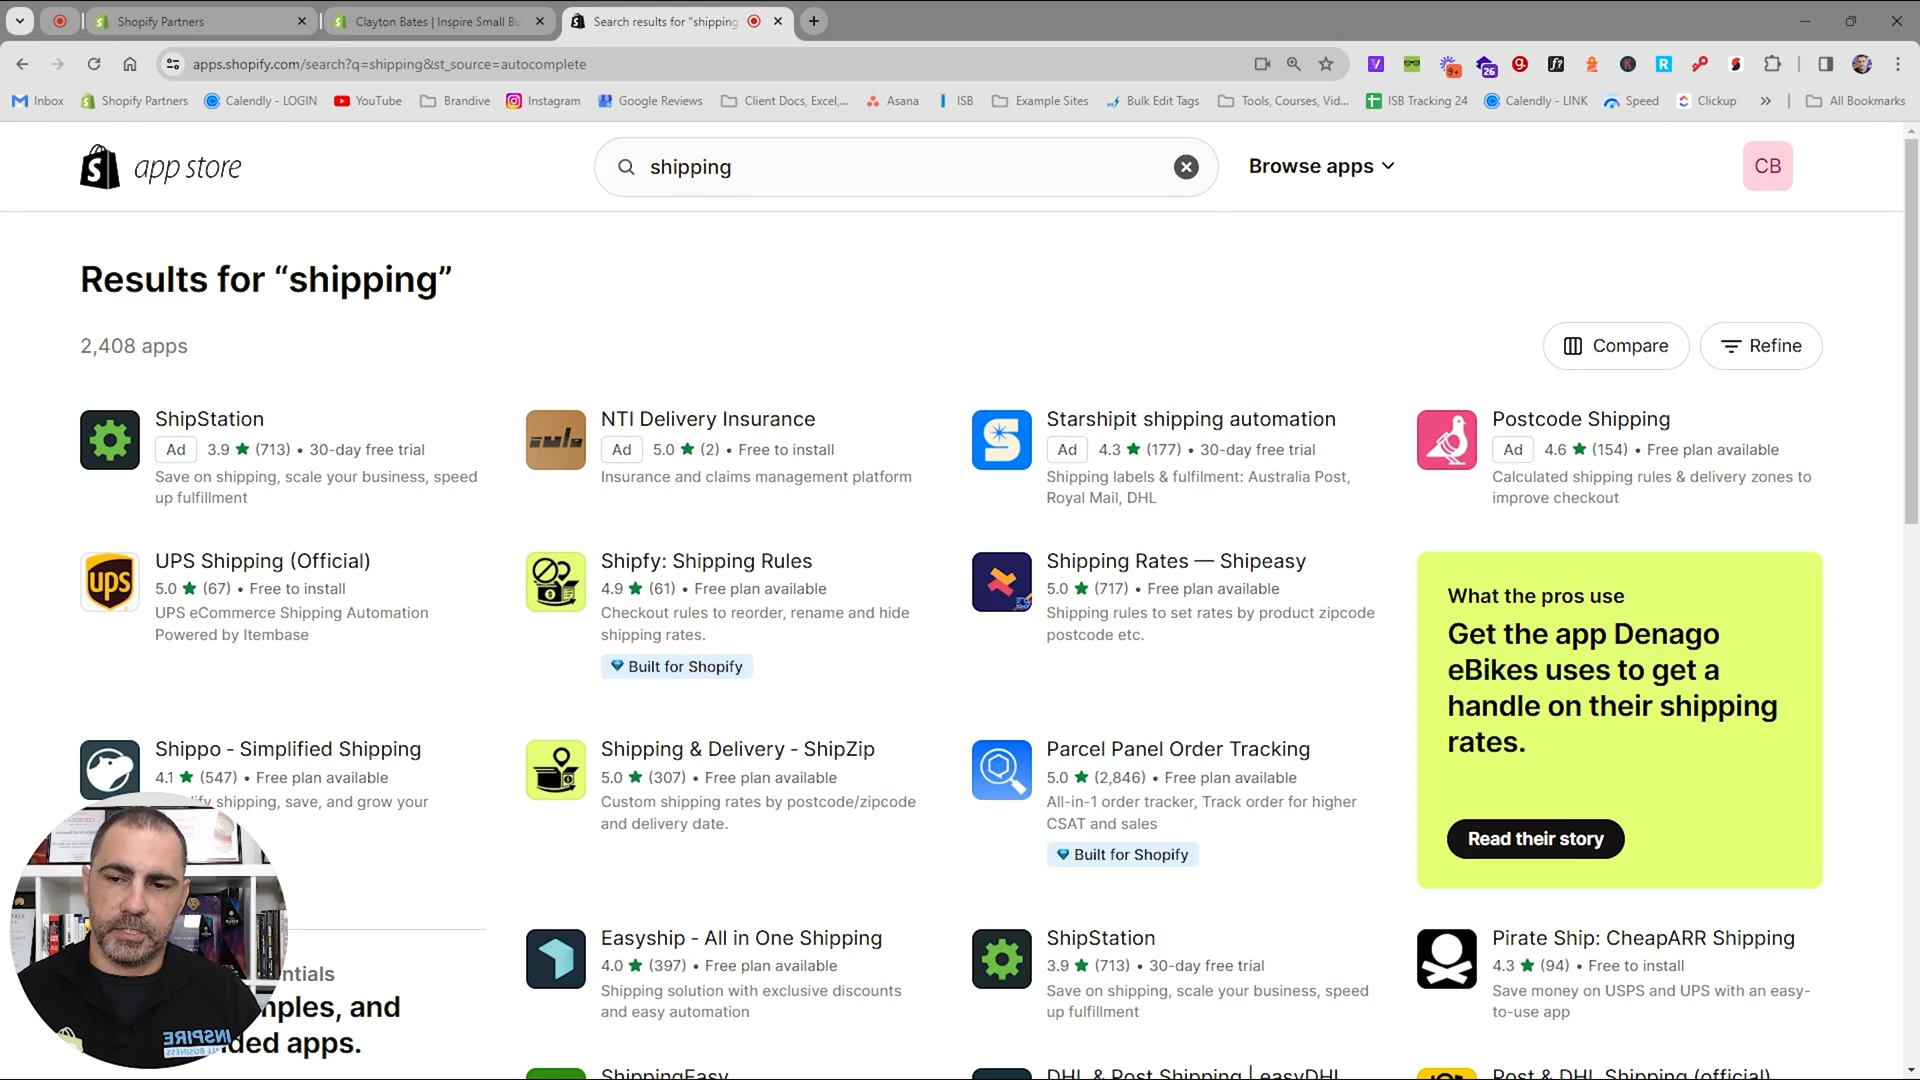 Shopify Partners
Clayton Bates | Inspire Small Bu
Search results for “shipping
apps.shopify.com/search?q=shipping&st_source=autocomplete
9+
26
Inbox
Shopify Partners
Calendly - LOGIN
YouTube
Brandive
Instagram
Google Reviews
Client Docs, Excel,...
Asana
ISB
Example Sites
Bulk Edit Tags
Tools, Courses, Vid...
ISB Tracking 24
Calendly - LINK
Speed
Clickup
All Bookmarks
app store
shipping
Browse apps
CB
Results for “shipping”
2,408 apps
Compare
Refine
ShipStation
Ad 3.9 ★ (713) • 30-day free trial
Save on shipping, scale your business, speed
up fulfillment
NTI Delivery Insurance
Ad 5.0 ★ (2) • Free to install
Insurance and claims management platform
Starshipit shipping automation
Ad 4.3 ★ (177) • 30-day free trial
Shipping labels & fulfilment: Australia Post,
Royal Mail, DHL
Postcode Shipping
Ad 4.6 ★ (154) • Free plan available
Calculated shipping rules & delivery zones to
improve checkout
ups
UPS Shipping (Official)
5.0 ★ (67) • Free to install
UPS eCommerce Shipping Automation
Powered by Itembase
Shipfy: Shipping Rules
4.9 ★ (61) • Free plan available
Checkout rules to reorder, rename and hide
shipping rates.
Built for Shopify
Shipping Rates — Shipeasy
5.0 ★ (717) • Free plan available
Shipping rules to set rates by product zipcode
postcode etc.
What the pros use
Get the app Denago
eBikes uses to get a
handle on their shipping
rates.
Read their story
Shippo - Simplified Shipping
4.1 ★ (547) • Free plan available
shipping, save, and grow your
Shipping & Delivery - ShipZip
5.0 ★ (307) • Free plan available
Custom shipping rates by postcode/zipcode
and delivery date.
Parcel Panel Order Tracking
5.0 ★ (2,846) • Free plan available
All-in-1 order tracker, Track order for higher
CSAT and sales
Built for Shopify
entials
mples, and
ded apps.
INSPIRE
Easyship - All in One Shipping
4.0 ★ (397) • Free plan available
Shipping solution with exclusive discounts
and easy automation
ShipStation
3.9 ★ (713) • 30-day free trial
Save on shipping, scale your business, speed
up fulfillment
Pirate Ship: CheapARR Shipping
4.3 ★ (94) • Free to install
Save money on USPS and UPS with an easy-
to-use app
ShippingEasy
DHL & Post Shipping | easyDHL
Post & DHL Shipping (official)